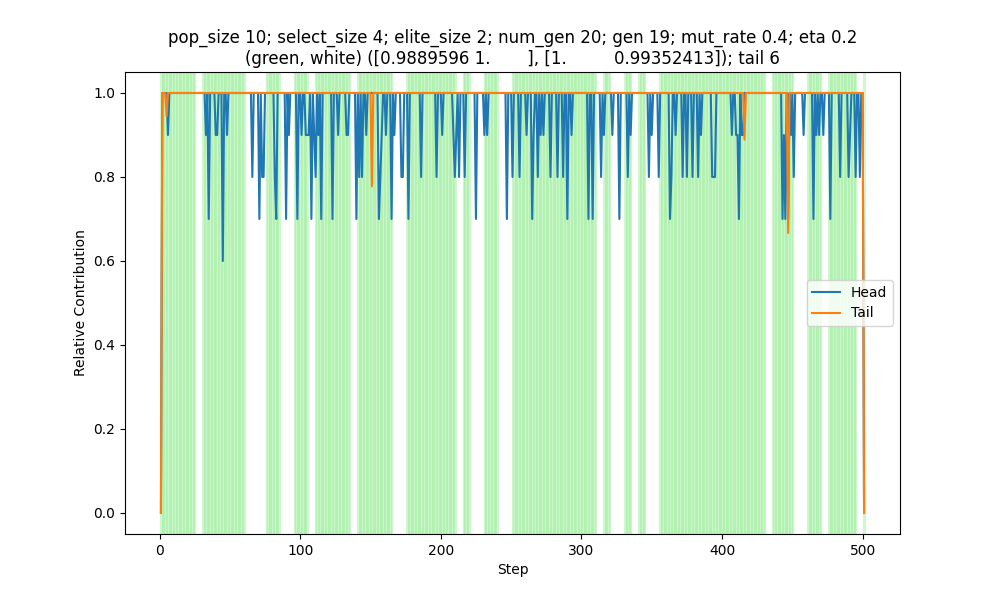 pop_size 10; select_size 4; elite_size 2; num_gen 20; gen 19; mut_rate 0.4; eta 0.2
(green, white) ([0.9889596 1.        ], [1.          0.99352413]); tail 6
1.0
0.8
0.6
0.4
0.2
0.0
Relative Contribution
Head
Tail
0
100
200
300
400
500
Step